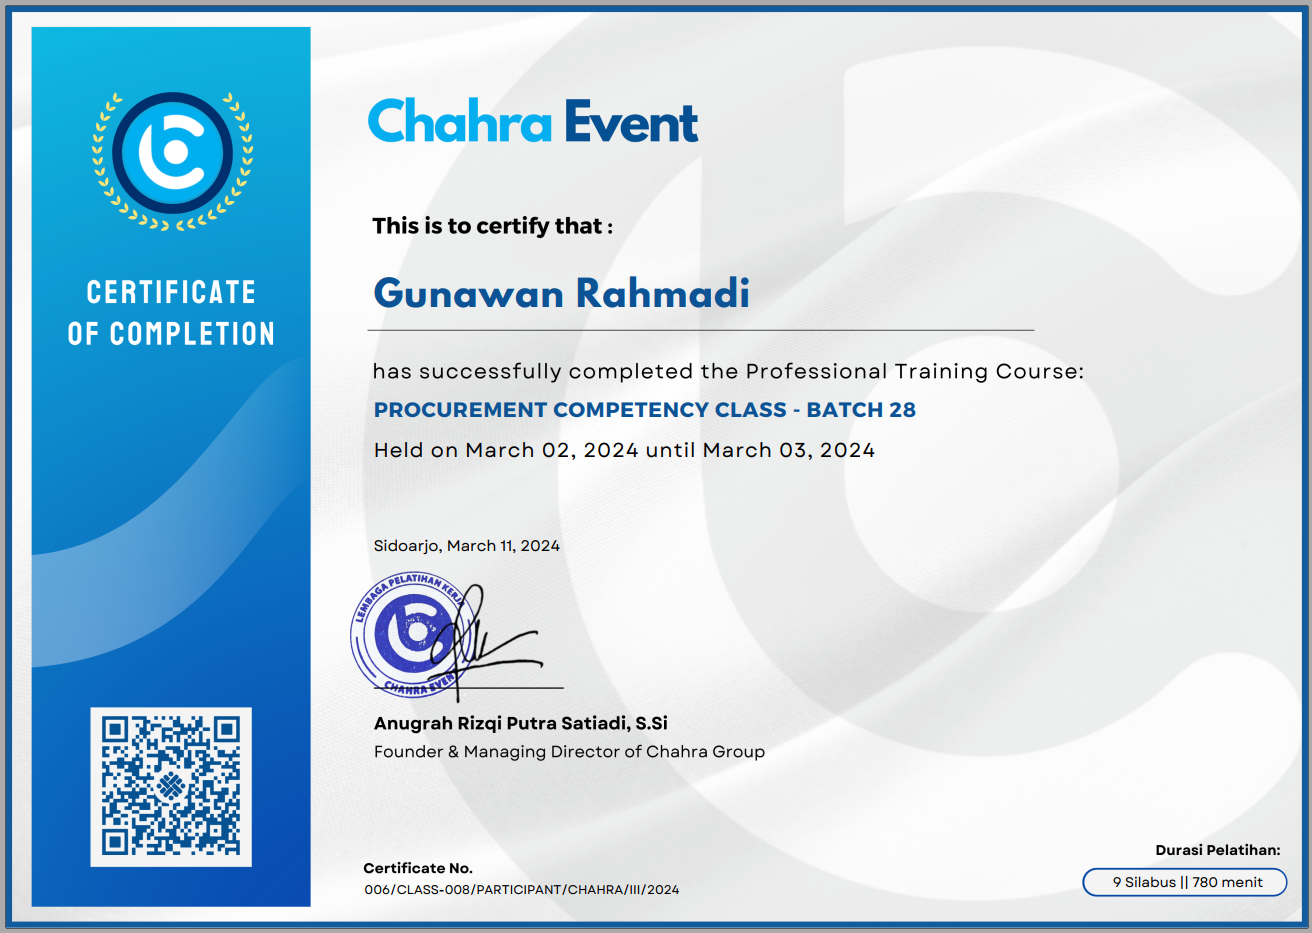 CERTIFICATE
OF COMPLETION
Chahra Event
This is to certify that :
Gunawan Rahmadi
has successfully completed the Professional Training Course:
PROCUREMENT COMPETENCY CLASS - BATCH 28
Held on March 02, 2024 until March 03, 2024
Sidoarjo, March 11, 2024
LEMBAGA PELATIHAN KERJA
CHAHRA EVENT
Anugrah Rizqi Putra Satiadi, S.Si
Founder & Managing Director of Chahra Group
Certificate No.
006/CLASS-008/PARTICIPANT/CHAHRA/III/2024
Durasi Pelatihan:
9 Silabus || 780 menit